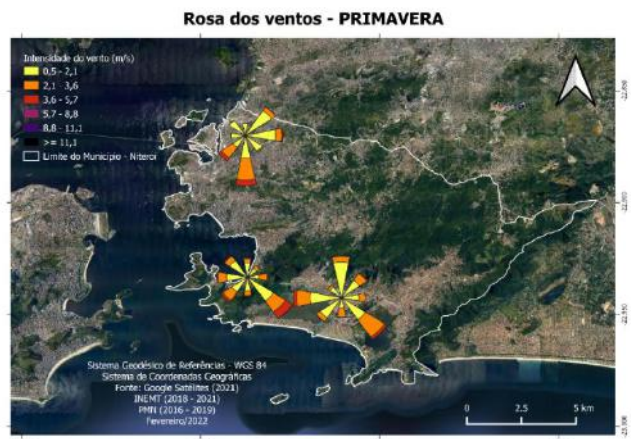 Rosa dos ventos - PRIMAVERA
Intensidade do vento (m/s)
0,5 - 2,1
2,1 - 3,6
3,6 - 5,7
5,7 - 8,8
8,8 - 11,1
>= 11,1
Limite do Município - Niteroi
Sistema Geodésico de Referências - WGS 84
Sistema de Coordenadas Geográficas
Fonte: Google Satélites (2021)
INEMT (2018 - 2021)
PMN (2016 - 2019)
Fevereiro/2022
0 2.5 5 km